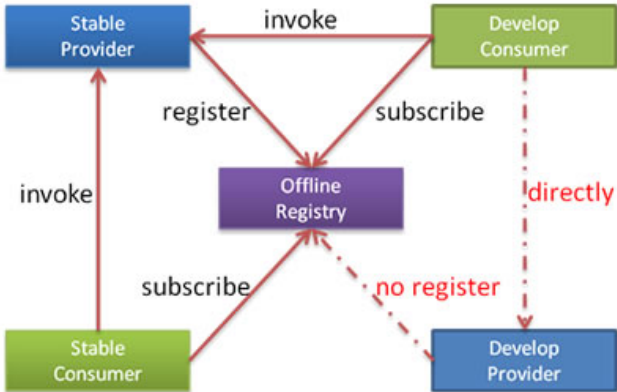 Stable
Provider
invoke
Develop
Consumer
register
subscribe
invoke
Offline
Registry
directly
subscribe
no register
Stable
Consumer
Develop
Provider